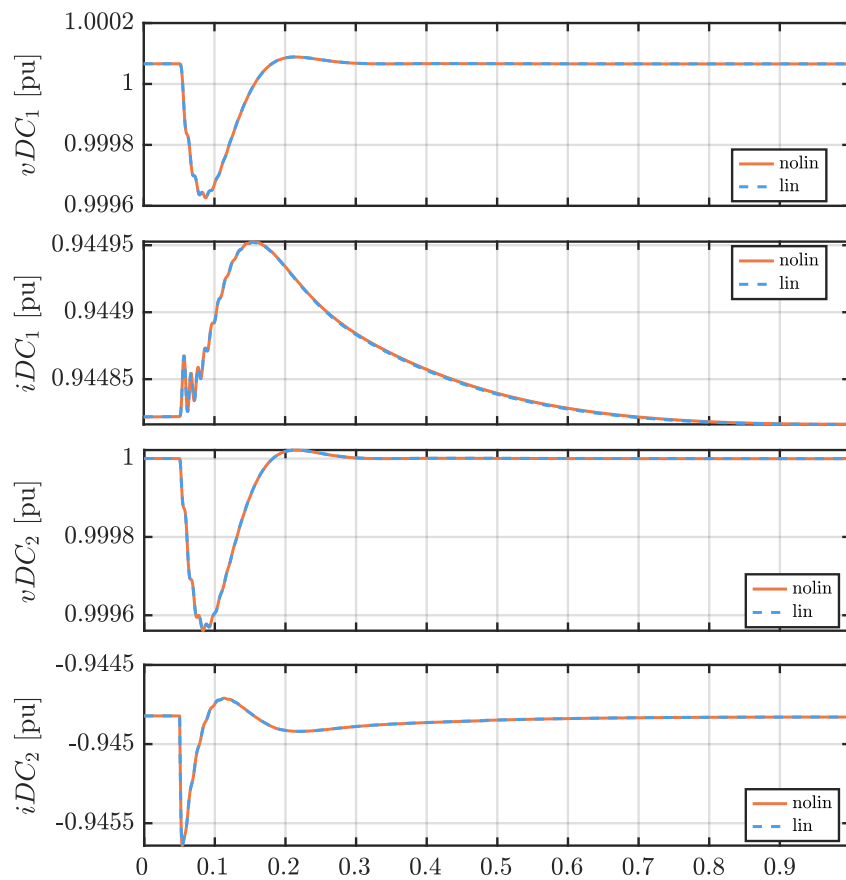 1.0002
1
0.9998
0.9996
vDC₁ [pu]
nolin
lin
0.94495
0.9449
0.94485
iDC₁ [pu]
nolin
lin
1
0.9998
0.9996
vDC₂ [pu]
nolin
lin
-0.9445
-0.945
-0.9455
iDC₂ [pu]
nolin
lin
0 0.1 0.2 0.3 0.4 0.5 0.6 0.7 0.8 0.9